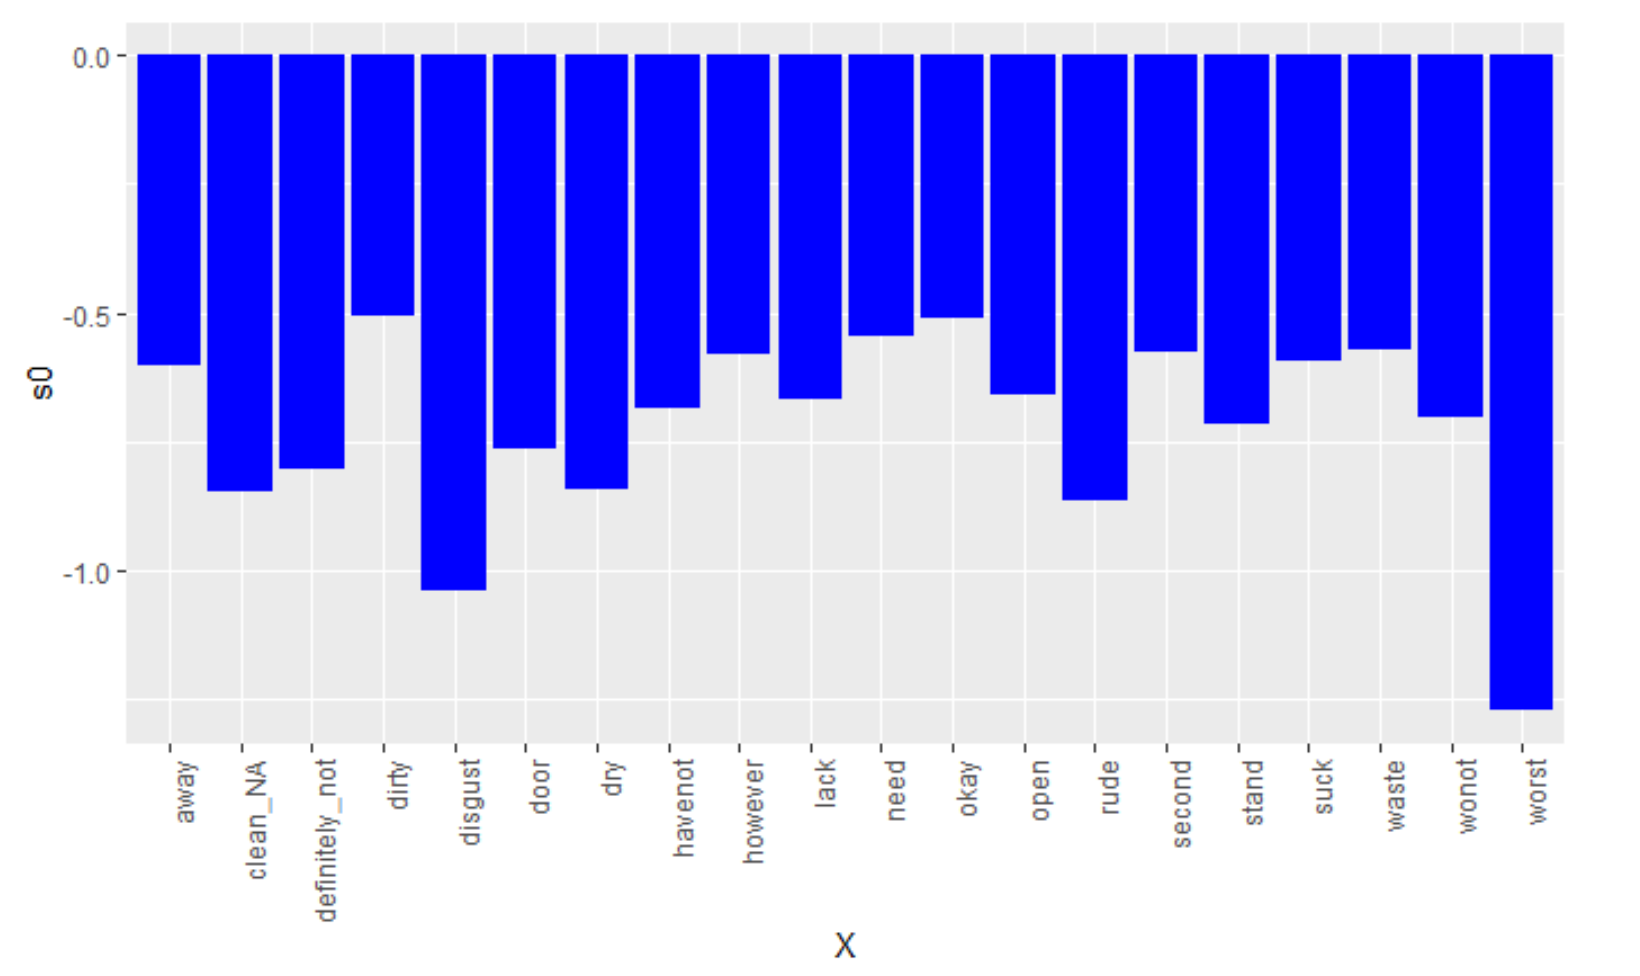 0.0
-0.5
-1.0
s0
away
clean_NA
definitely_not
dirty
disgust
door
dry
havenot
however
lack
need
okay
open
rude
second
stand
suck
waste
wonot
worst
X